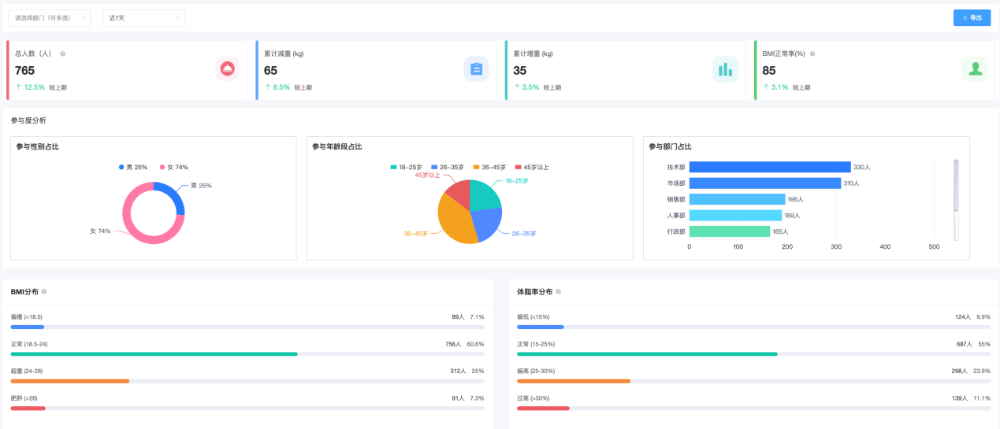 请选择部门（可多选） 近7天 导出
总人数（人） 累计减重 (kg) 累计增重 (kg) BMI正常率(%)
765 65 35 85
↑ 12.5% 较上期 ↑ 8.5% 较上期 ↑ 3.5% 较上期 ↑ 3.1% 较上期
参与度分析
参与性别占比
男 26% 女 74%
男 26%
女 74%
参与年龄段占比
18-25岁 26-35岁 36-45岁 45岁以上
45岁以上
18-25岁
36-45岁
26-35岁
参与部门占比
技术部 330人
市场部 310人
销售部 196人
人事部 189人
行政部 165人
0 100 200 300 400 500
BMI分布
偏瘦 (<18.5) 89人 7.1%
正常 (18.5-24) 756人 60.6%
超重 (24-28) 312人 25%
肥胖 (>28) 91人 7.3%
体脂率分布
偏低 (<15%) 124人 9.9%
正常 (15-25%) 687人 55%
偏高 (25-30%) 298人 23.9%
过高 (>30%) 139人 11.1%